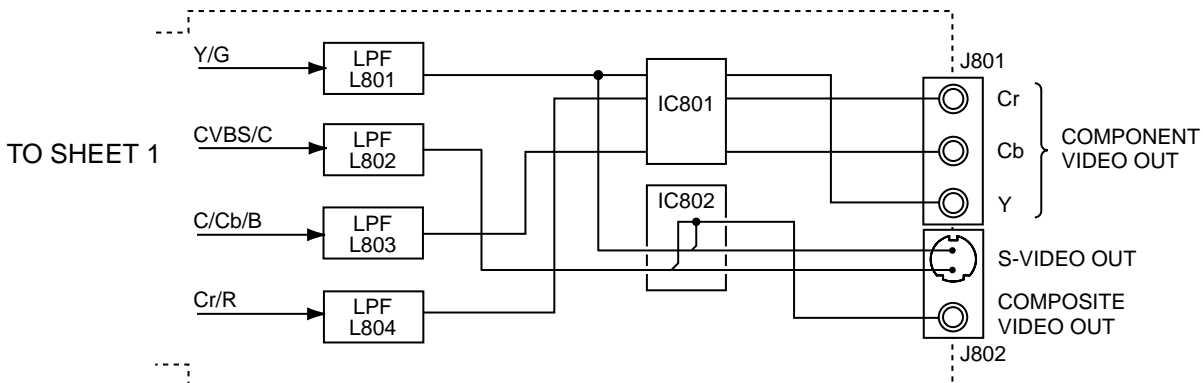 TO SHEET 1
Y/G
LPF
L801
CVBS/C
LPF
L802
C/Cb/B
LPF
L803
Cr/R
LPF
L804
IC801
IC802
J801
Cr
Cb
Y
COMPONENT
VIDEO OUT
S-VIDEO OUT
COMPOSITE
VIDEO OUT
J802